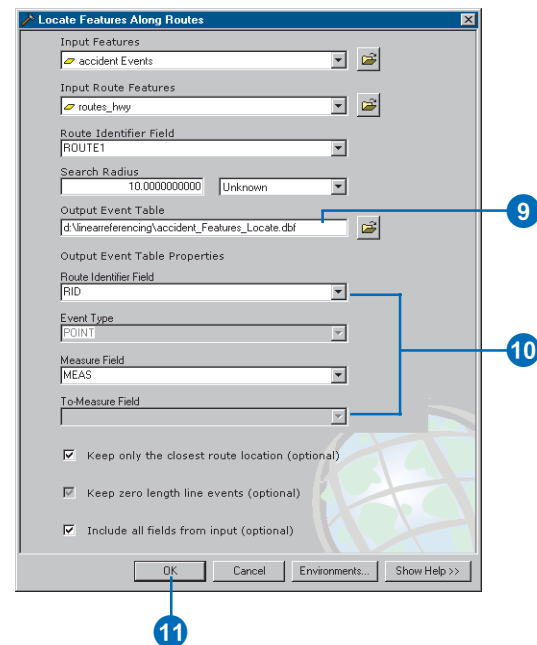 Locate Features Along Routes
Input Features
accident Events
Input Route Features
routes_hwy
Route Identifier Field
ROUTE1
Search Radius
10.0000000000 Unknown
Output Event Table
d:\linearreferencing\accident_Features_Locate.dbf
9
Output Event Table Properties
Route Identifier Field
RID
Event Type
POINT
10
Measure Field
MEAS
To-Measure Field
Keep only the closest route location (optional)
Keep zero length line events (optional)
Include all fields from input (optional)
OK Cancel Environments... Show Help >>
11